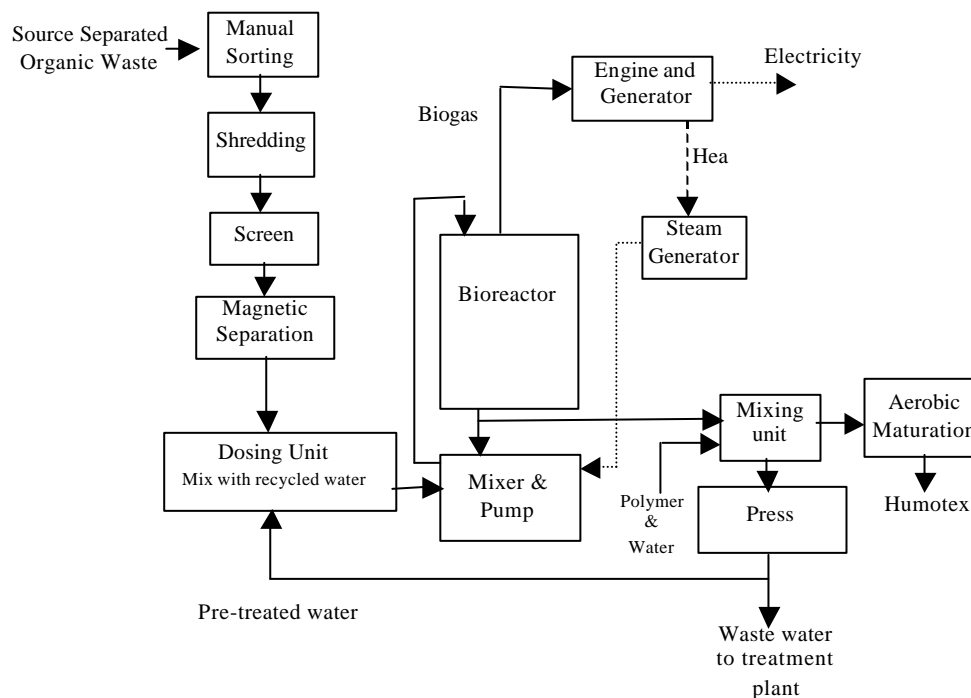 Source Separated
Organic Waste
Manual
Sorting
Shredding
Screen
Magnetic
Separation
Dosing Unit
Mix with recycled water
Pre-treated water
Biogas
Bioreactor
Mixer &
Pump
Engine and
Generator
Electricity
Hea
Steam
Generator
Mixing
unit
Polymer
&
Water
Press
Aerobic
Maturation
Humotex
Waste water
to treatment
plant